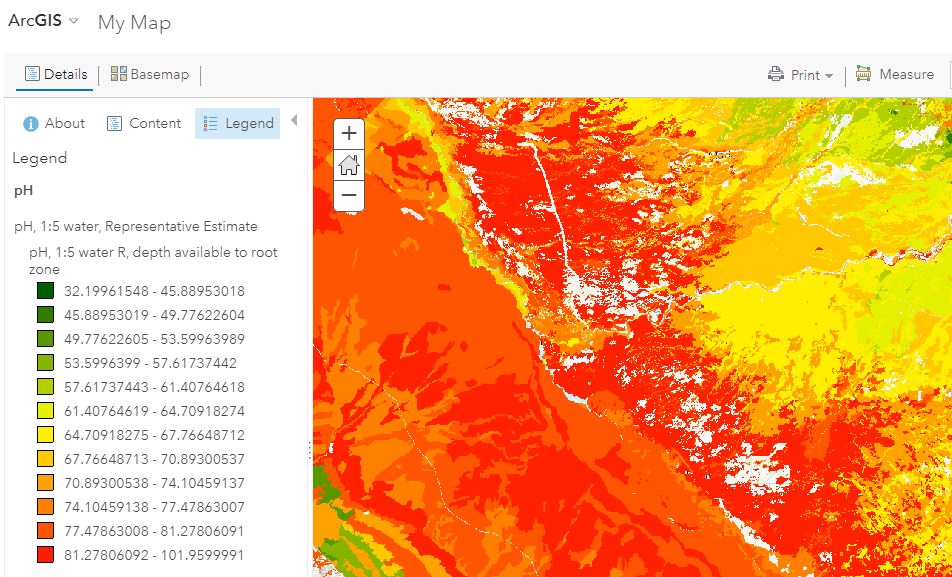 ArcGIS My Map
Details Basemap Print Measure
About Content Legend
Legend
pH
pH, 1:5 water, Representative Estimate
pH, 1:5 water R, depth available to root
zone
32.19961548 - 45.88953018
45.88953019 - 49.77622604
49.77622605 - 53.59963989
53.5996399 - 57.61737442
57.61737443 - 61.40764618
61.40764619 - 64.70918274
64.70918275 - 67.76648712
67.76648713 - 70.89300537
70.89300538 - 74.10459137
74.10459138 - 77.47863007
77.47863008 - 81.27806091
81.27806092 - 101.9599991